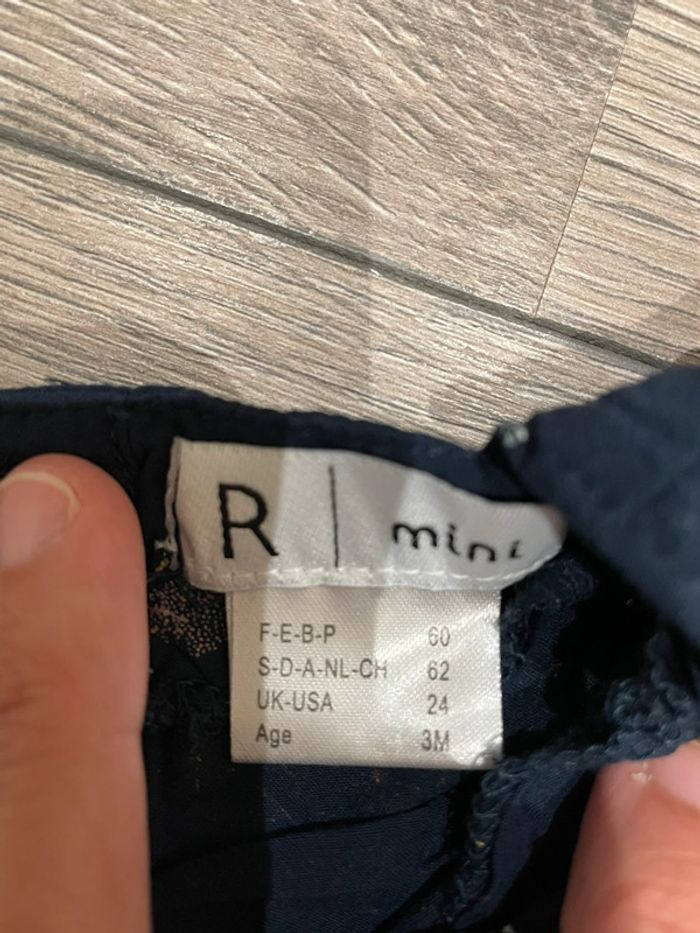 R | mini
F-E-B-P 60
S-D-A-NL-CH 62
UK-USA 24
Age 3M